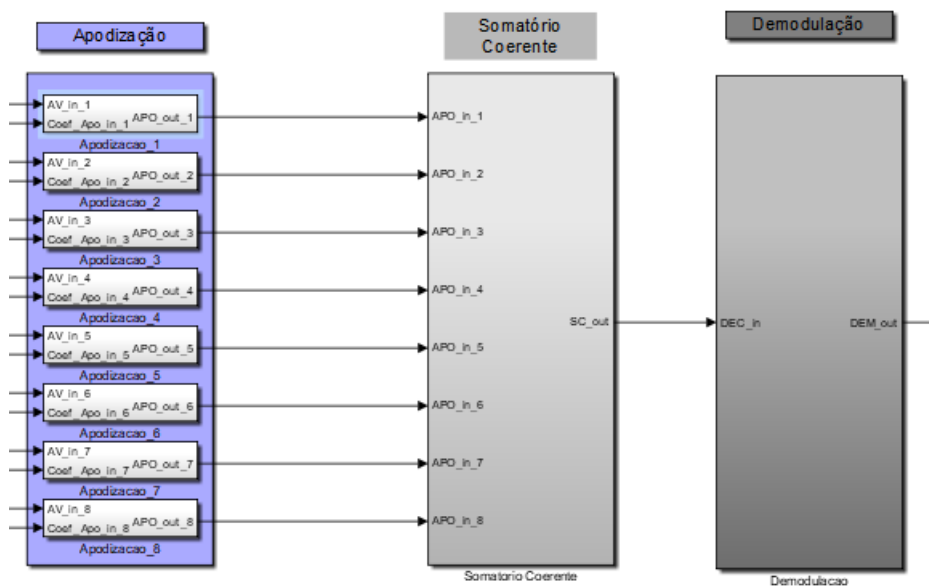 Apodização
Somatório
Coerente
Demodulação
AV_in_1
Coef_Apo_in_1
APO_out_1
Apodizacao_1
AV_in_2
Coef_Apo_in_2
APO_out_2
Apodizacao_2
AV_in_3
Coef_Apo_in_3
APO_out_3
Apodizacao_3
AV_in_4
Coef_Apo_in_4
APO_out_4
Apodizacao_4
AV_in_5
Coef_Apo_in_5
APO_out_5
Apodizacao_5
AV_in_6
Coef_Apo_in_6
APO_out_6
Apodizacao_6
AV_in_7
Coef_Apo_in_7
APO_out_7
Apodizacao_7
AV_in_8
Coef_Apo_in_8
APO_out_8
Apodizacao_8
APO_in_1
APO_in_2
APO_in_3
APO_in_4
APO_in_5
APO_in_6
APO_in_7
APO_in_8
SC_out
Somatorio Coerente
DEC_in
DEM_out
Demodulacao